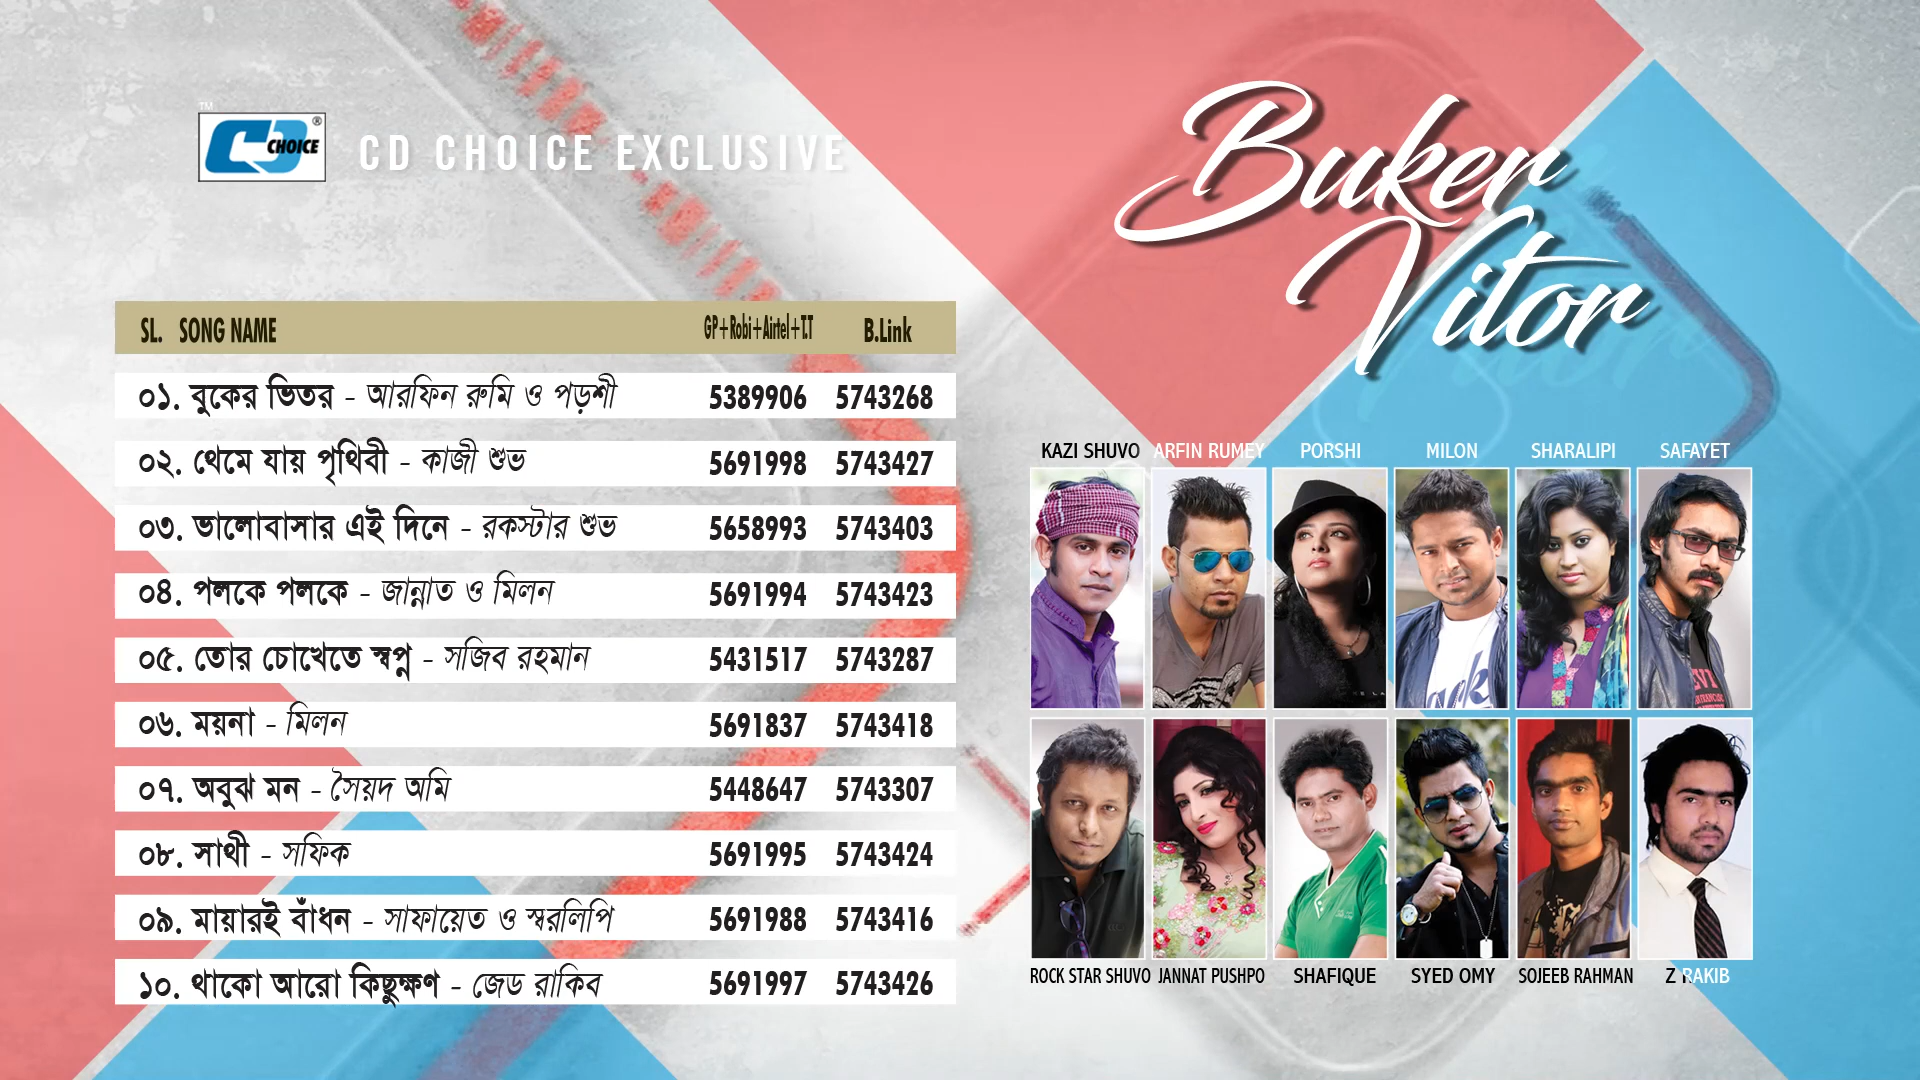 TM
CD CHOICE ®
CD CHOICE EXCLUSIVE
Buker
Vitor
SL. SONG NAME GP+Robi+Airtel+T.T B.Link
০১. বুকের ভিতর - আরফিন রুমি ও পড়শী 5389906 5743268
০২. থেমে যায় পৃথিবী - কাজী শুভ 5691998 5743427
০৩. ভালোবাসার এই দিনে - রকস্টার শুভ 5658993 5743403
০৪. পলকে পলকে - জান্নাত ও মিলন 5691994 5743423
০৫. তোর চোখেতে স্বপ্ন - সজিব রহমান 5431517 5743287
০৬. ময়না - মিলন 5691837 5743418
০৭. অবুঝ মন - সৈয়দ অমি 5448647 5743307
০৮. সাথী - সফিক 5691995 5743424
০৯. মায়ারই বাঁধন - সাফায়েত ও স্বরলিপি 5691988 5743416
১০. থাকো আরো কিছুক্ষণ - জেড রাকিব 5691997 5743426
KAZI SHUVO ARFIN RUMEY PORSHI MILON SHARALIPI SAFAYET
ROCK STAR SHUVO JANNAT PUSHPO SHAFIQUE SYED OMY SOJEEB RAHMAN Z RAKIB